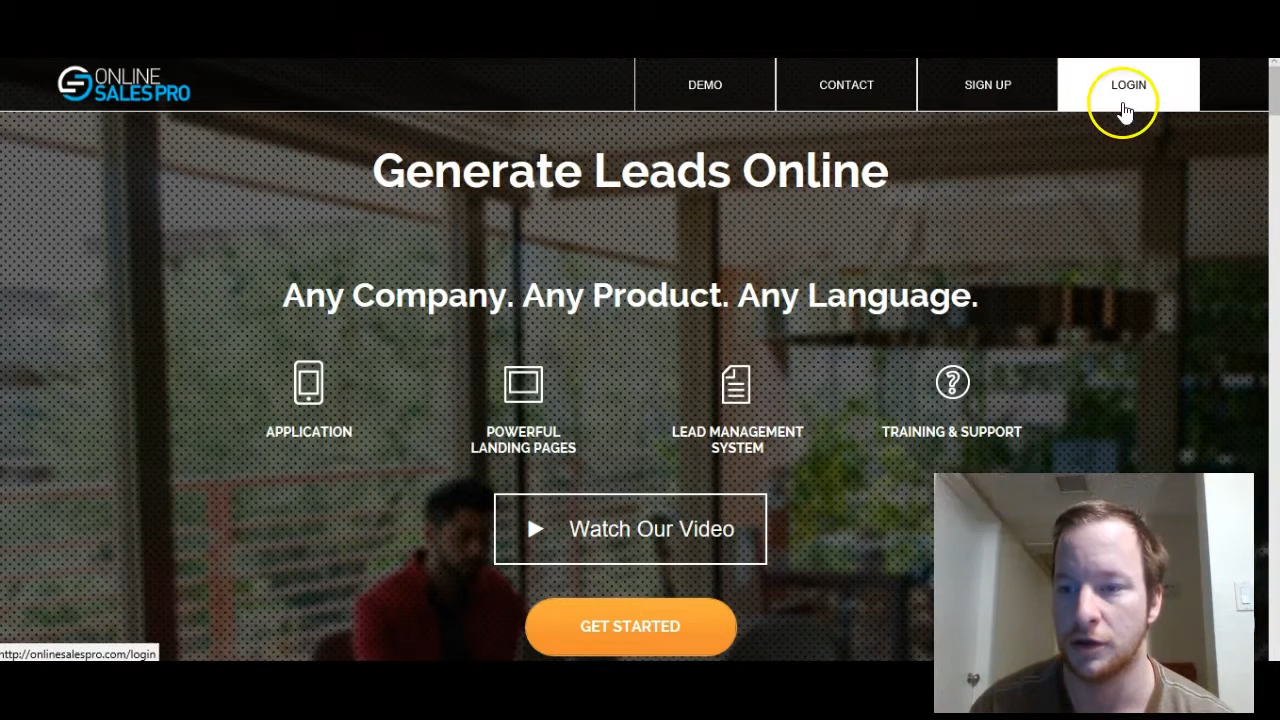 ONLINE
SALES PRO
DEMO
CONTACT
SIGN UP
LOGIN
Generate Leads Online
Any Company. Any Product. Any Language.
APPLICATION
POWERFUL
LANDING PAGES
LEAD MANAGEMENT
SYSTEM
TRAINING & SUPPORT
Watch Our Video
GET STARTED
http://onlinesalespro.com/login